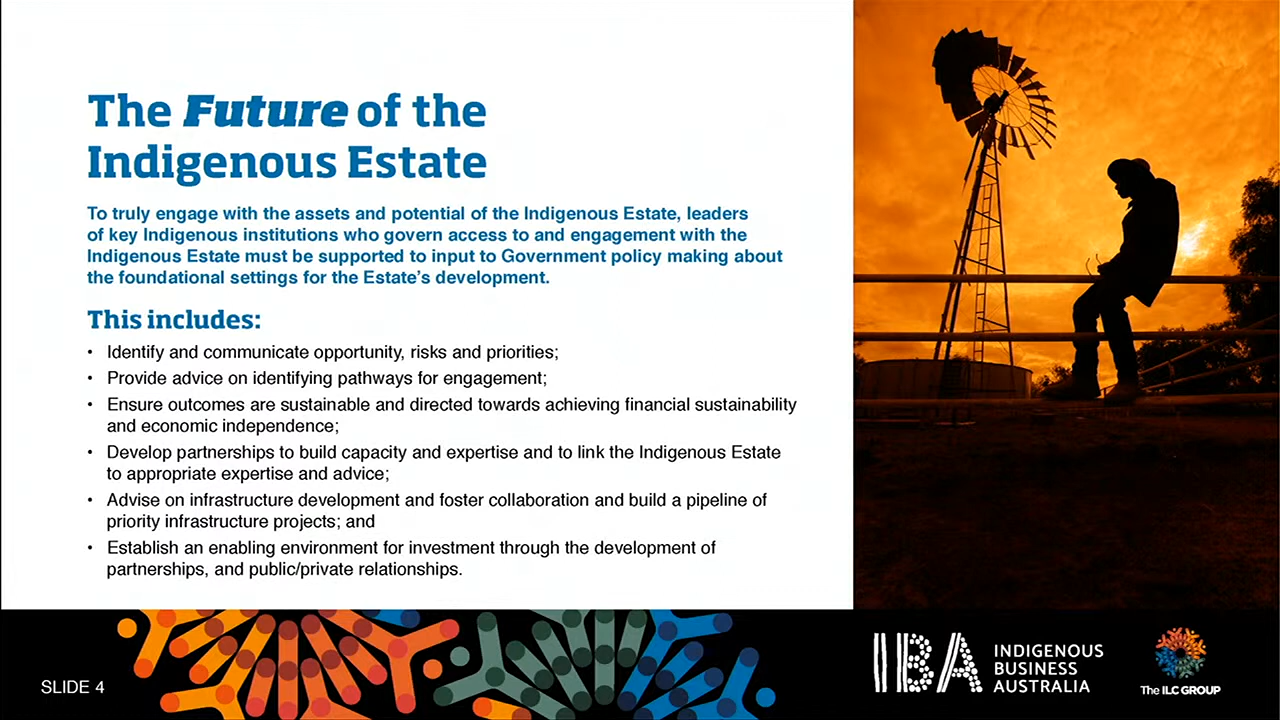 The Future of the
Indigenous Estate
To truly engage with the assets and potential of the Indigenous Estate, leaders
of key Indigenous institutions who govern access to and engagement with the
Indigenous Estate must be supported to input to Government policy making about
the foundational settings for the Estate's development.
This includes:
• Identify and communicate opportunity, risks and priorities;
• Provide advice on identifying pathways for engagement;
• Ensure outcomes are sustainable and directed towards achieving financial sustainability
and economic independence;
• Develop partnerships to build capacity and expertise and to link the Indigenous Estate
to appropriate expertise and advice;
• Advise on infrastructure development and foster collaboration and build a pipeline of
priority infrastructure projects; and
• Establish an enabling environment for investment through the development of
partnerships, and public/private relationships.
SLIDE 4
IBA
INDIGENOUS
BUSINESS
AUSTRALIA
The ILC GROUP